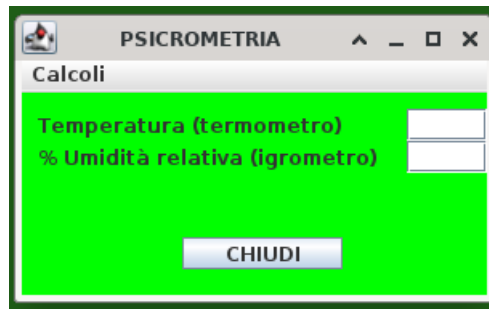 PSICROMETRIA
Calcoli
Temperatura (termometro)
% Umidità relativa (igrometro)
CHIUDI